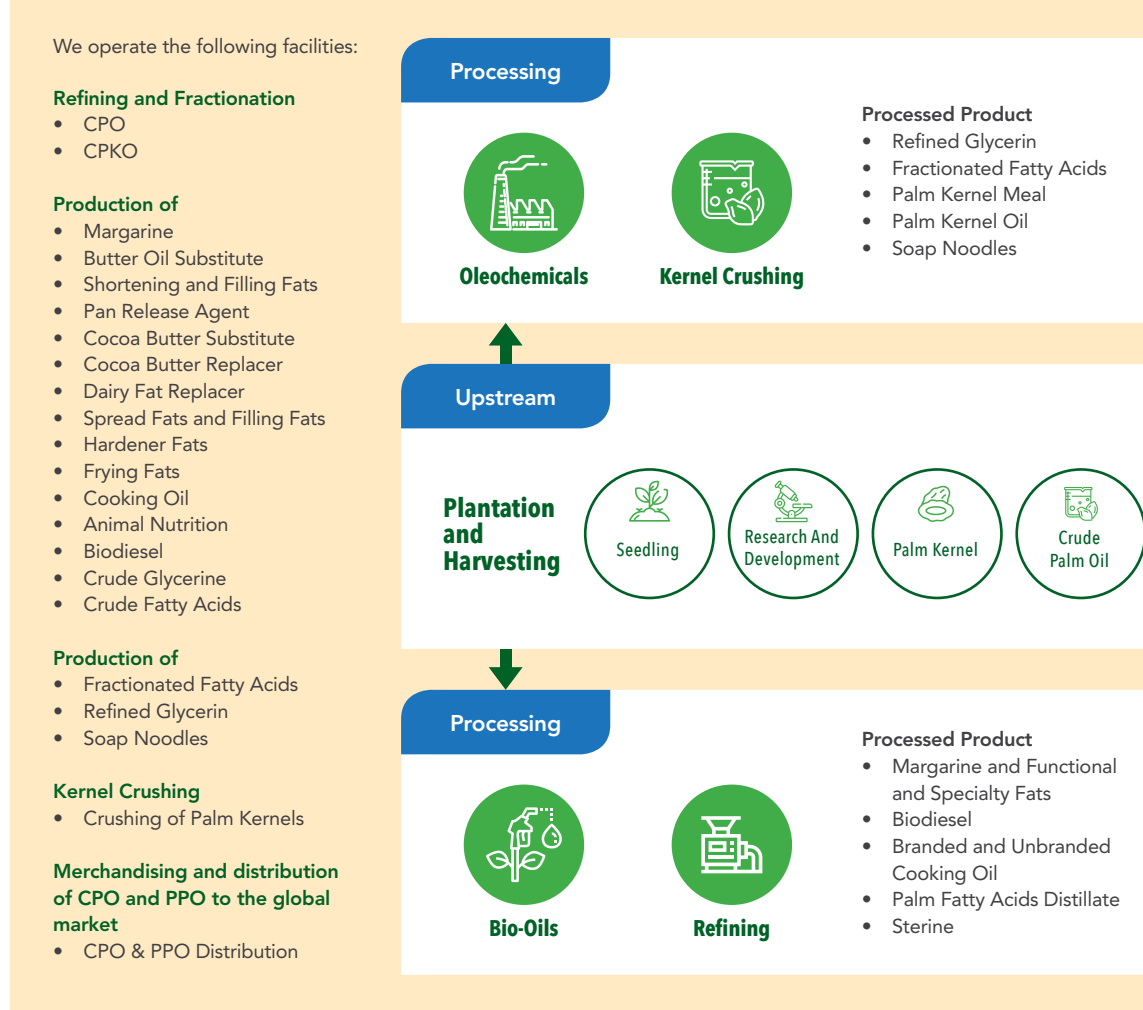 We operate the following facilities:
Refining and Fractionation
• CPO
• CPKO
Production of
• Margarine
• Butter Oil Substitute
• Shortening and Filling Fats
• Pan Release Agent
• Cocoa Butter Substitute
• Cocoa Butter Replacer
• Dairy Fat Replacer
• Spread Fats and Filling Fats
• Hardener Fats
• Frying Fats
• Cooking Oil
• Animal Nutrition
• Biodiesel
• Crude Glycerine
• Crude Fatty Acids
Production of
• Fractionated Fatty Acids
• Refined Glycerin
• Soap Noodles
Kernel Crushing
• Crushing of Palm Kernels
Merchandising and distribution
of CPO and PPO to the global
market
• CPO & PPO Distribution
Processing
Oleochemicals
Kernel Crushing
Processed Product
• Refined Glycerin
• Fractionated Fatty Acids
• Palm Kernel Meal
• Palm Kernel Oil
• Soap Noodles
Upstream
Plantation
and
Harvesting
Seedling
Research And
Development
Palm Kernel
Crude
Palm Oil
Processing
Bio-Oils
Refining
Processed Product
• Margarine and Functional
and Specialty Fats
• Biodiesel
• Branded and Unbranded
Cooking Oil
• Palm Fatty Acids Distillate
• Sterine